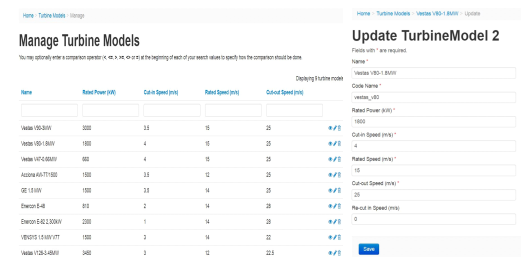 Home / Turbine Models / Manage
Manage Turbine Models
You may optionally enter a comparison operator (<, <=, >, >=, <> or =) at the beginning of each of your search values to specify how the comparison should be done.
Displaying 9 turbine models
Name Rated Power (kW) Cut-in Speed (m/s) Rated Speed (m/s) Cut-out Speed (m/s)
Vestas V90-3MW 3000 3.5 15 25
Vestas V80-1.8MW 1800 4 15 25
Vestas V47-0.66MW 660 4 15 25
Acciona AW-77/1500 1500 3.5 12 25
GE 1.5 MW 1500 3.5 14 25
Enercon E-48 810 2 14 28
Enercon E-82 2,300kW 2300 1 14 28
VENSYS 1.5 MW V77 1500 3 14 22
Vestas V126-3.45MW 3450 3 12 22.5
Home / Turbine Models / Vestas V80-1.8MW / Update
Update TurbineModel 2
Fields with * are required.
Name *
Vestas V80-1.8MW
Code Name *
vestas_v80
Rated Power (kW) *
1800
Cut-in Speed (m/s) *
4
Rated Speed (m/s) *
15
Cut-out Speed (m/s) *
25
Re-cut in Speed (m/s)
0
Save